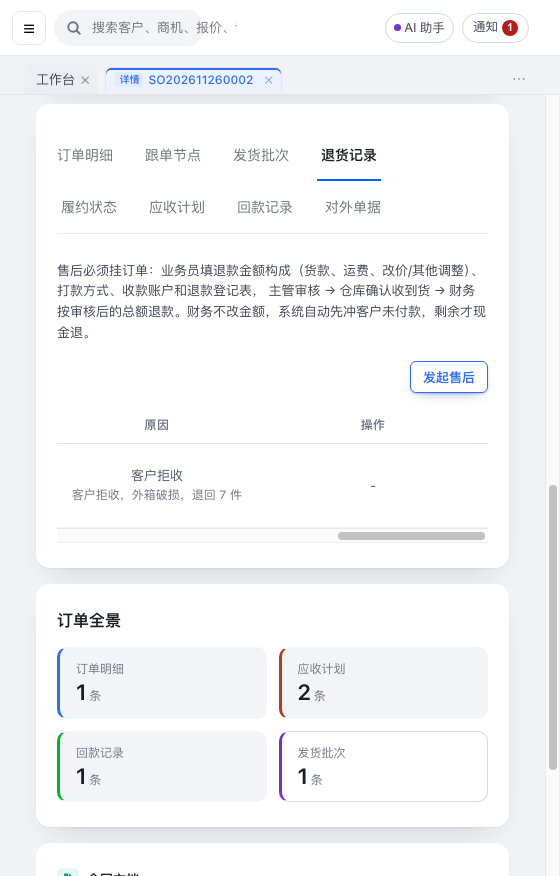 搜索客户、商机、报价、
AI 助手
通知 1
工作台
详情 SO202611260002
订单明细 跟单节点 发货批次 退货记录
履约状态 应收计划 回款记录 对外单据
售后必须挂订单：业务员填退款金额构成（货款、运费、改价/其他调整）、
打款方式、收款账户和退款登记表， 主管审核 → 仓库确认收到货 → 财务
按审核后的总额退款。财务不改金额，系统自动先冲客户未付款，剩余才现
金退。
发起售后
原因 操作
客户拒收
客户拒收，外箱破损，退回 7 件
-
订单全景
订单明细
1 条
应收计划
2 条
回款记录
1 条
发货批次
1 条